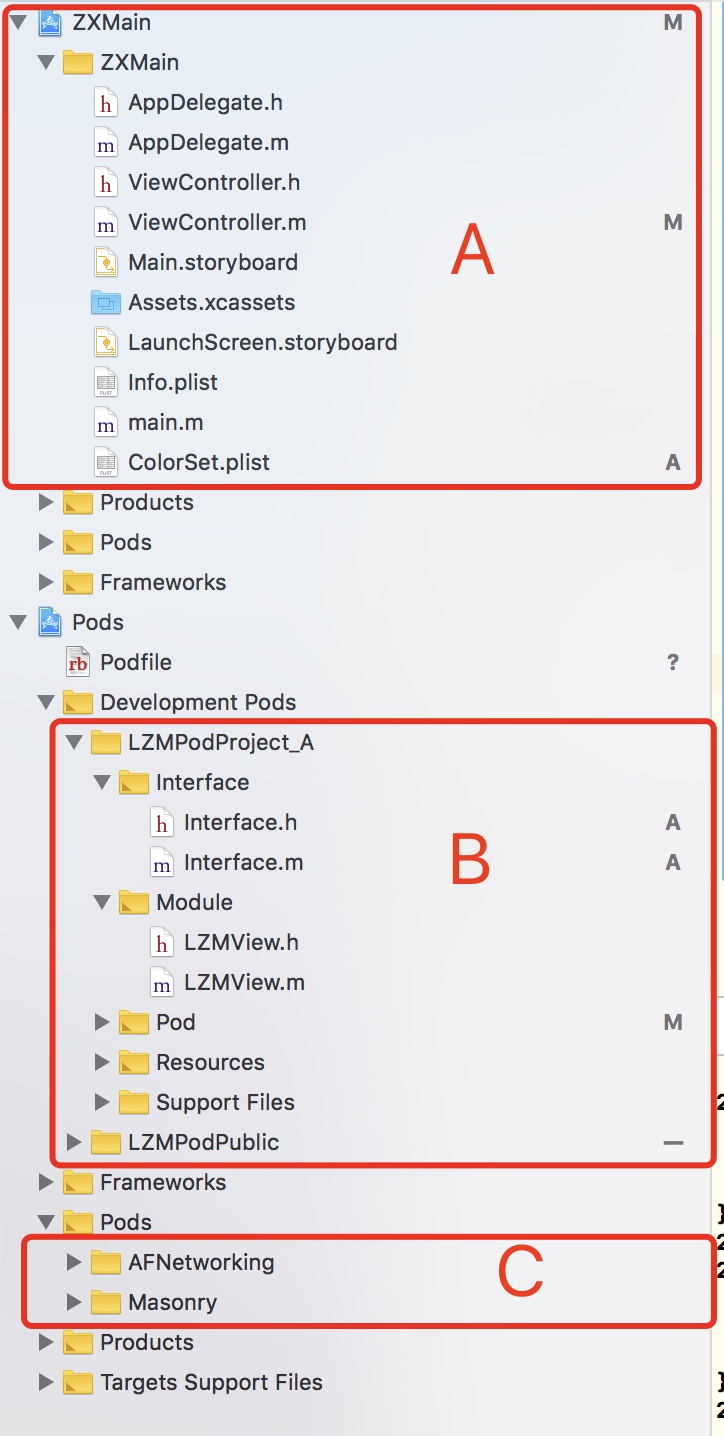 ZXMain M
ZXMain
h AppDelegate.h
m AppDelegate.m
h ViewController.h
m ViewController.m M
A
Main.storyboard
Assets.xcassets
LaunchScreen.storyboard
PLIST Info.plist
m main.m
PLIST ColorSet.plist A
Products
Pods
Frameworks
Pods
rb Podfile ?
Development Pods
LZMPodProject_A
Interface
h Interface.h A
m Interface.m A
B
Module
h LZMView.h
m LZMView.m
Pod M
Resources
Support Files
LZMPodPublic —
Frameworks
Pods
AFNetworking
C
Masonry
Products
Targets Support Files